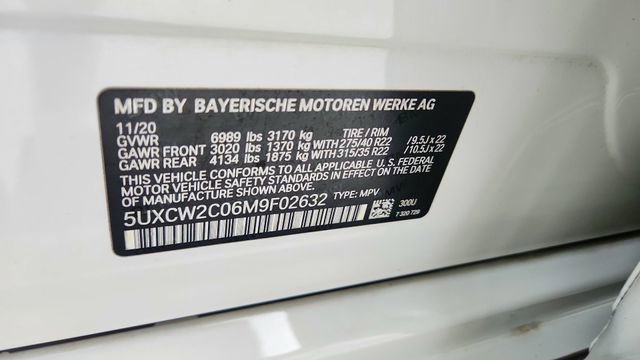 MFD BY BAYERISCHE MOTOREN WERKE AG
11/20
GVWR 6989 lbs 3170 kg TIRE / RIM
GAWR FRONT 3020 lbs 1370 kg WITH 275/40 R22 / 9.5J x 22
GAWR REAR 4134 lbs 1875 kg WITH 315/35 R22 / 10.5J x 22
THIS VEHICLE CONFORMS TO ALL APPLICABLE U.S. FEDERAL
MOTOR VEHICLE SAFETY STANDARDS IN EFFECT ON THE DATE
OF MANUFACTURE SHOWN ABOVE.
5UXCW2C06M9F02632 TYPE: MPV
300U
7 320 729